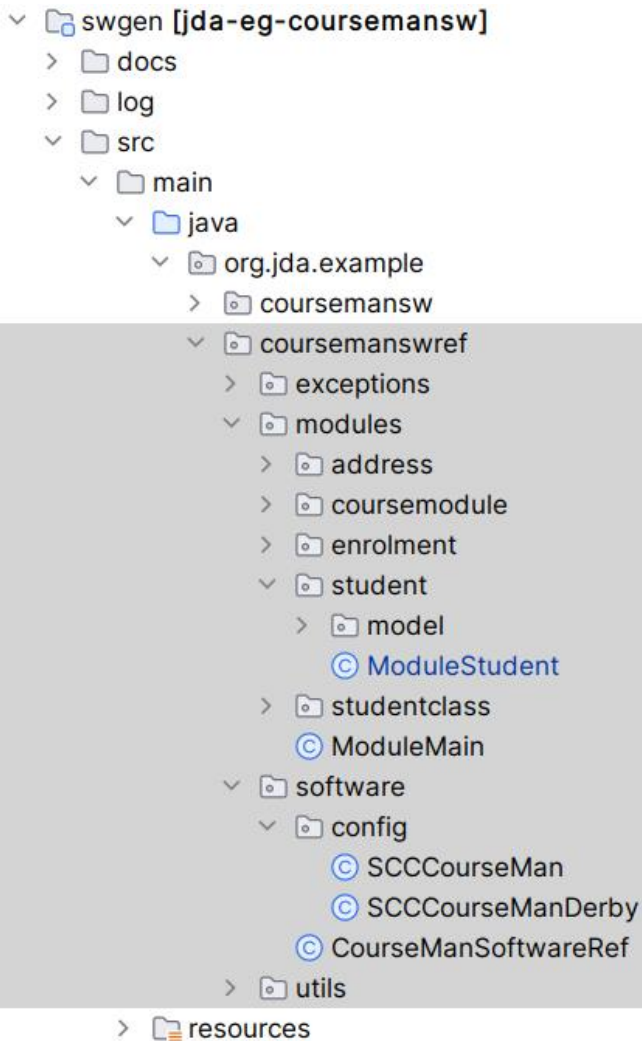 swgen [jda-eg-coursemansw]
docs
log
src
main
java
org.jda.example
coursemansw
coursemanswref
exceptions
modules
address
coursemodule
enrolment
student
model
ModuleStudent
studentclass
ModuleMain
software
config
SCCCourseMan
SCCCourseManDerby
CourseManSoftwareRef
utils
resources